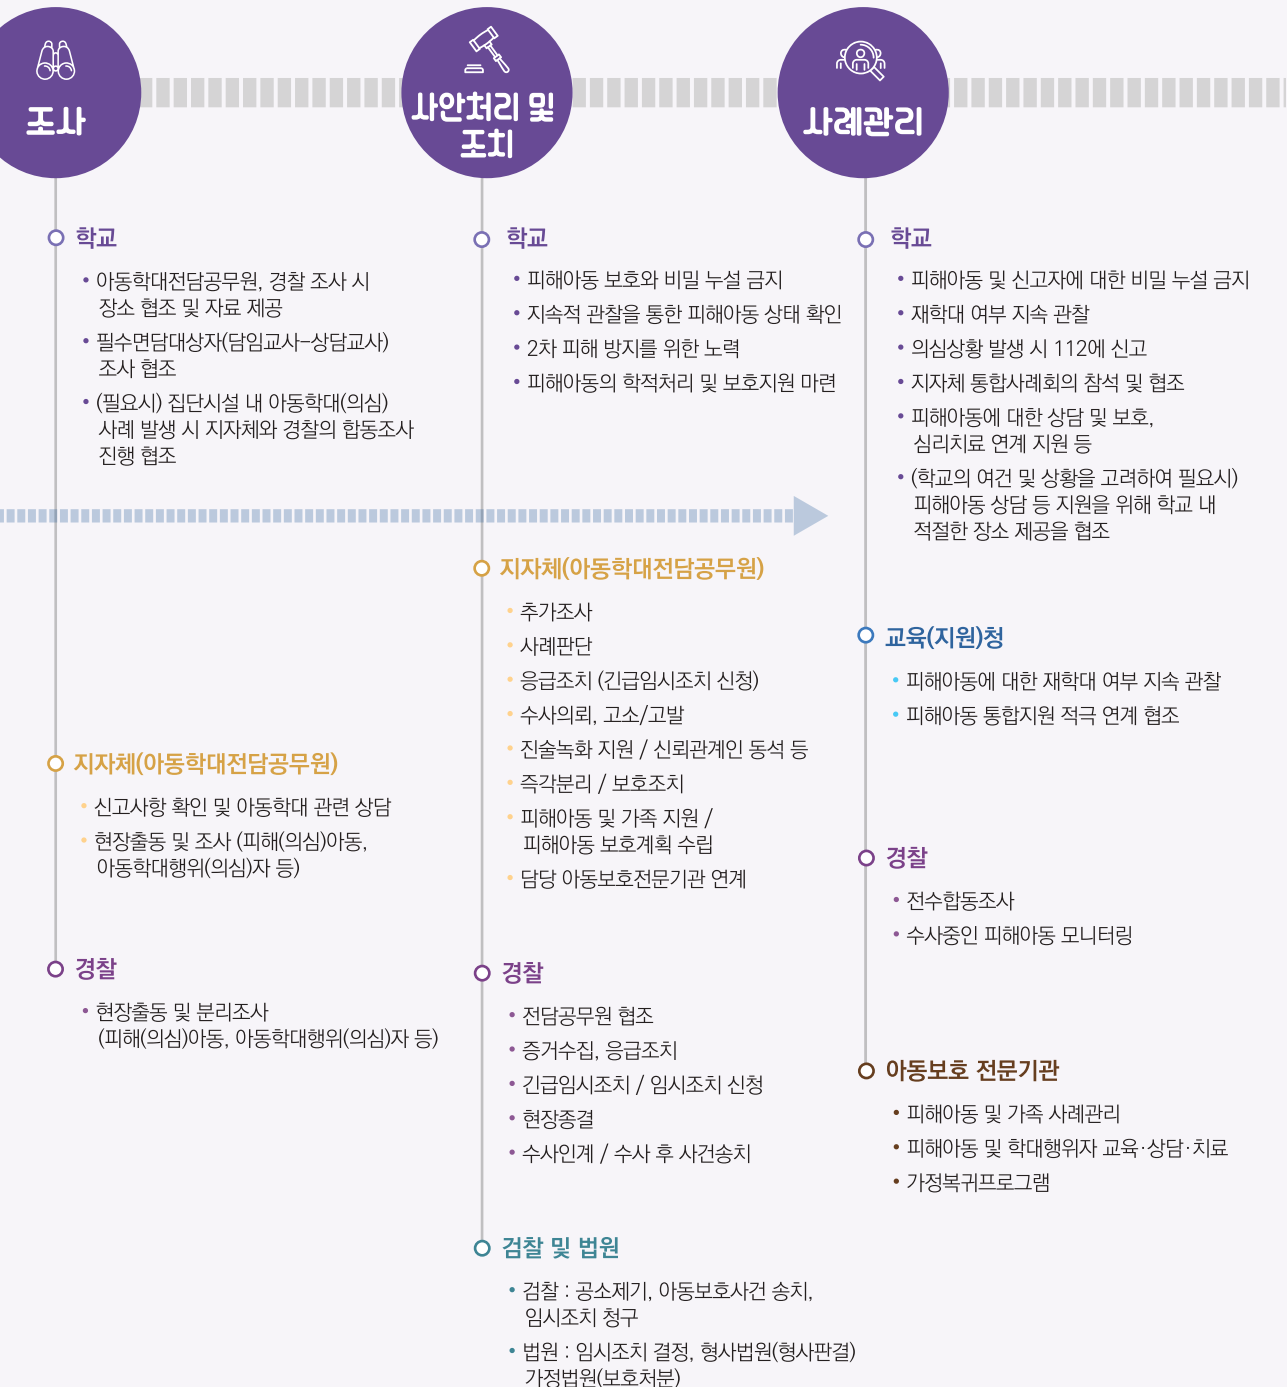 조사
학교
• 아동학대전담공무원, 경찰 조사 시
장소 협조 및 자료 제공
• 필수면담대상자(담임교사-상담교사)
조사 협조
• (필요시) 집단시설 내 아동학대(의심)
사례 발생 시 지자체와 경찰의 합동조사
진행 협조
지자체(아동학대전담공무원)
• 신고사항 확인 및 아동학대 관련 상담
• 현장출동 및 조사 (피해(의심)아동,
아동학대행위(의심)자 등)
경찰
• 현장출동 및 분리조사
(피해(의심)아동, 아동학대행위(의심)자 등)
사안처리 및
조치
학교
• 피해아동 보호와 비밀 누설 금지
• 지속적 관찰을 통한 피해아동 상태 확인
• 2차 피해 방지를 위한 노력
• 피해아동의 학적처리 및 보호지원 마련
지자체(아동학대전담공무원)
• 추가조사
• 사례판단
• 응급조치 (긴급임시조치 신청)
• 수사의뢰, 고소/고발
• 진술녹화 지원 / 신뢰관계인 동석 등
• 즉각분리 / 보호조치
• 피해아동 및 가족 지원 /
피해아동 보호계획 수립
• 담당 아동보호전문기관 연계
경찰
• 전담공무원 협조
• 증거수집, 응급조치
• 긴급임시조치 / 임시조치 신청
• 현장종결
• 수사인계 / 수사 후 사건송치
검찰 및 법원
• 검찰 : 공소제기, 아동보호사건 송치,
임시조치 청구
• 법원 : 임시조치 결정, 형사법원(형사판결)
가정법원(보호처분)
사례관리
학교
• 피해아동 및 신고자에 대한 비밀 누설 금지
• 재학대 여부 지속 관찰
• 의심상황 발생 시 112에 신고
• 지자체 통합사례회의 참석 및 협조
• 피해아동에 대한 상담 및 보호,
심리치료 연계 지원 등
• (학교의 여건 및 상황을 고려하여 필요시)
피해아동 상담 등 지원을 위해 학교 내
적절한 장소 제공을 협조
교육(지원)청
• 피해아동에 대한 재학대 여부 지속 관찰
• 피해아동 통합지원 적극 연계 협조
경찰
• 전수합동조사
• 수사중인 피해아동 모니터링
아동보호 전문기관
• 피해아동 및 가족 사례관리
• 피해아동 및 학대행위자 교육·상담·치료
• 가정복귀프로그램